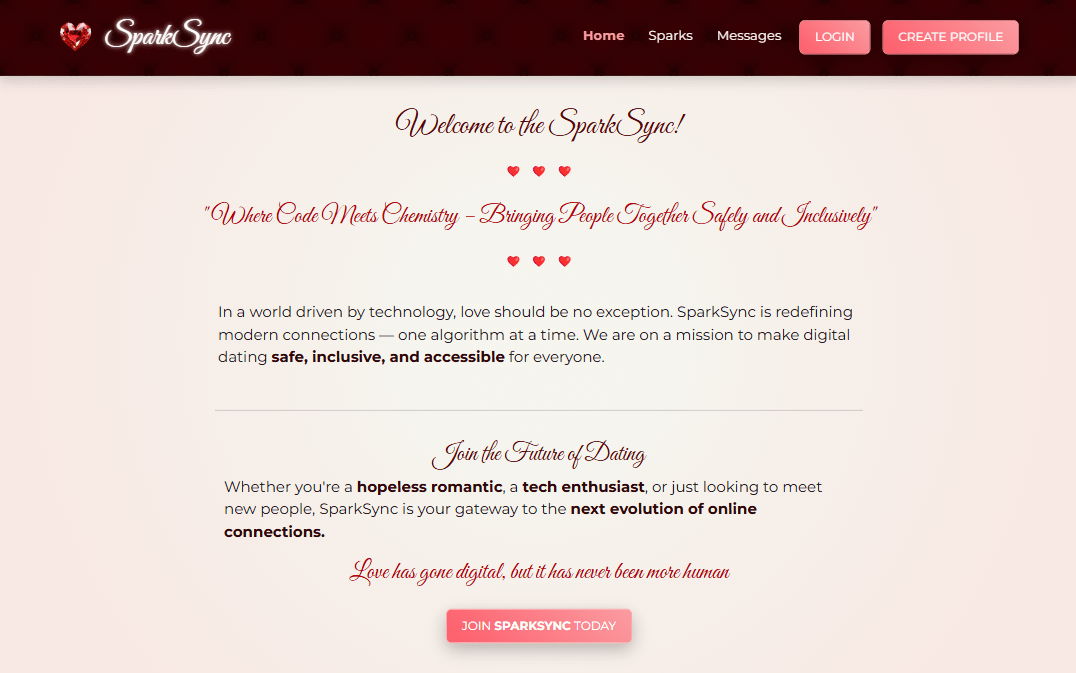 SparkSync
Home Sparks Messages LOGIN CREATE PROFILE
Welcome to the SparkSync!
"Where Code Meets Chemistry – Bringing People Together Safely and Inclusively"
In a world driven by technology, love should be no exception. SparkSync is redefining
modern connections — one algorithm at a time. We are on a mission to make digital
dating safe, inclusive, and accessible for everyone.
Join the Future of Dating
Whether you're a hopeless romantic, a tech enthusiast, or just looking to meet
new people, SparkSync is your gateway to the next evolution of online
connections.
Love has gone digital, but it has never been more human
JOIN SPARKSYNC TODAY